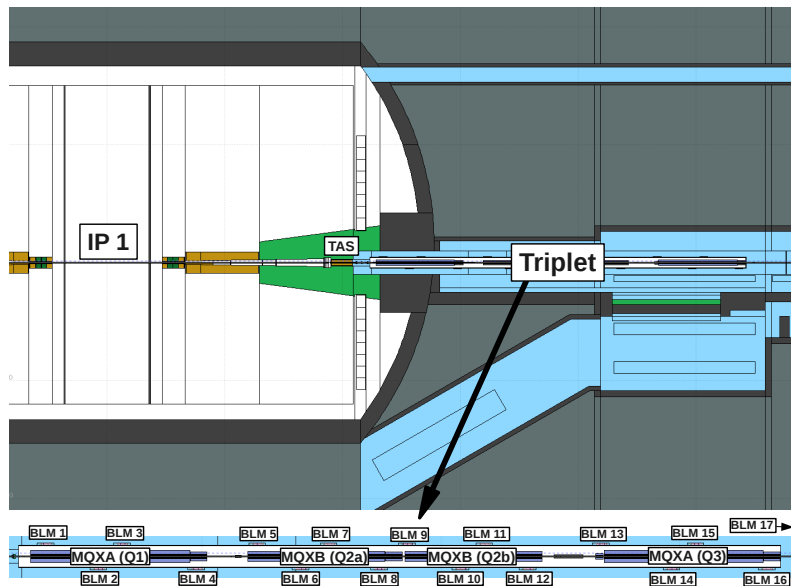 IP 1
TAS
Triplet
BLM 17
BLM 1
BLM 3
BLM 5
BLM 7
BLM 9
BLM 11
BLM 13
BLM 15
MQXA (Q1)
MQXB (Q2a)
MQXB (Q2b)
MQXA (Q3)
BLM 2
BLM 4
BLM 6
BLM 8
BLM 10
BLM 12
BLM 14
BLM 16